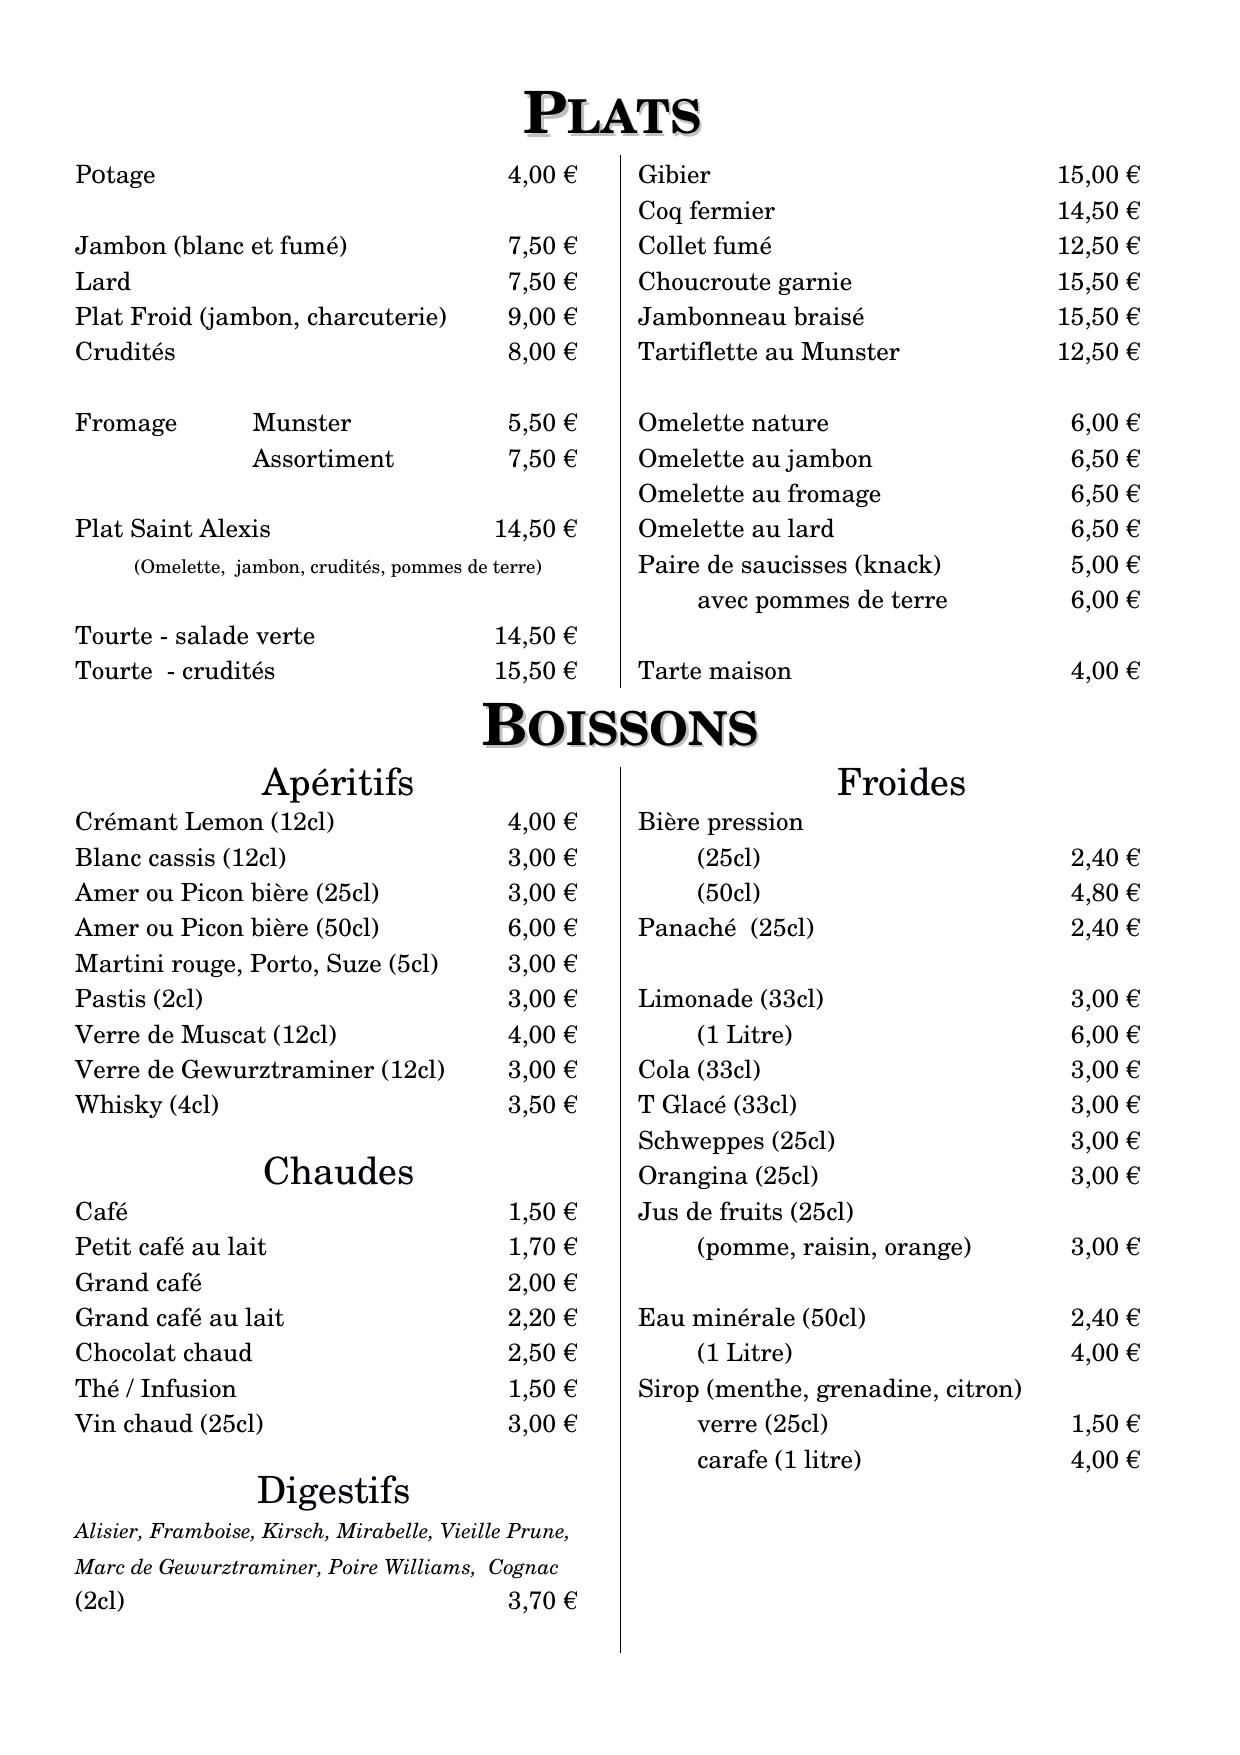 PLATS
Potage 4,00 €
Jambon (blanc et fumé) 7,50 €
Lard 7,50 €
Plat Froid (jambon, charcuterie) 9,00 €
Crudités 8,00 €
Fromage Munster 5,50 €
Assortiment 7,50 €
Plat Saint Alexis 14,50 €
(Omelette, jambon, crudités, pommes de terre)
Tourte - salade verte 14,50 €
Tourte - crudités 15,50 €
Gibier 15,00 €
Coq fermier 14,50 €
Collet fumé 12,50 €
Choucroute garnie 15,50 €
Jambonneau braisé 15,50 €
Tartiflette au Munster 12,50 €
Omelette nature 6,00 €
Omelette au jambon 6,50 €
Omelette au fromage 6,50 €
Omelette au lard 6,50 €
Paire de saucisses (knack) 5,00 €
avec pommes de terre 6,00 €
Tarte maison 4,00 €
BOISSONS
Apéritifs
Crémant Lemon (12cl) 4,00 €
Blanc cassis (12cl) 3,00 €
Amer ou Picon bière (25cl) 3,00 €
Amer ou Picon bière (50cl) 6,00 €
Martini rouge, Porto, Suze (5cl) 3,00 €
Pastis (2cl) 3,00 €
Verre de Muscat (12cl) 4,00 €
Verre de Gewurztraminer (12cl) 3,00 €
Whisky (4cl) 3,50 €
Chaudes
Café 1,50 €
Petit café au lait 1,70 €
Grand café 2,00 €
Grand café au lait 2,20 €
Chocolat chaud 2,50 €
Thé / Infusion 1,50 €
Vin chaud (25cl) 3,00 €
Digestifs
Alisier, Framboise, Kirsch, Mirabelle, Vieille Prune,
Marc de Gewurztraminer, Poire Williams, Cognac
(2cl) 3,70 €
Froides
Bière pression
(25cl) 2,40 €
(50cl) 4,80 €
Panaché (25cl) 2,40 €
Limonade (33cl) 3,00 €
(1 Litre) 6,00 €
Cola (33cl) 3,00 €
T Glacé (33cl) 3,00 €
Schweppes (25cl) 3,00 €
Orangina (25cl) 3,00 €
Jus de fruits (25cl)
(pomme, raisin, orange) 3,00 €
Eau minérale (50cl) 2,40 €
(1 Litre) 4,00 €
Sirop (menthe, grenadine, citron)
verre (25cl) 1,50 €
carafe (1 litre) 4,00 €